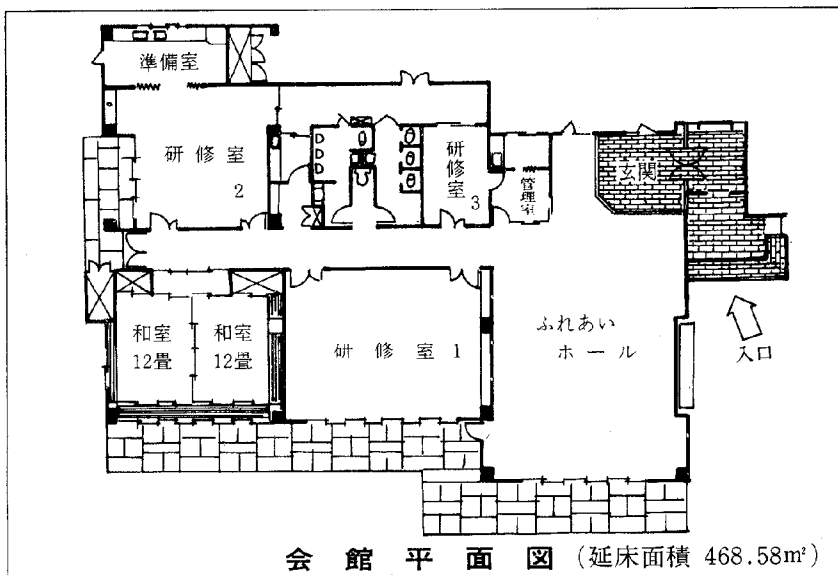 準備室
研修室
2
研修室
3
管理室
玄関
和室
12畳
和室
12畳
研修室1
ふれあい
ホール
入口
会館平面図(延床面積 468.58㎡)